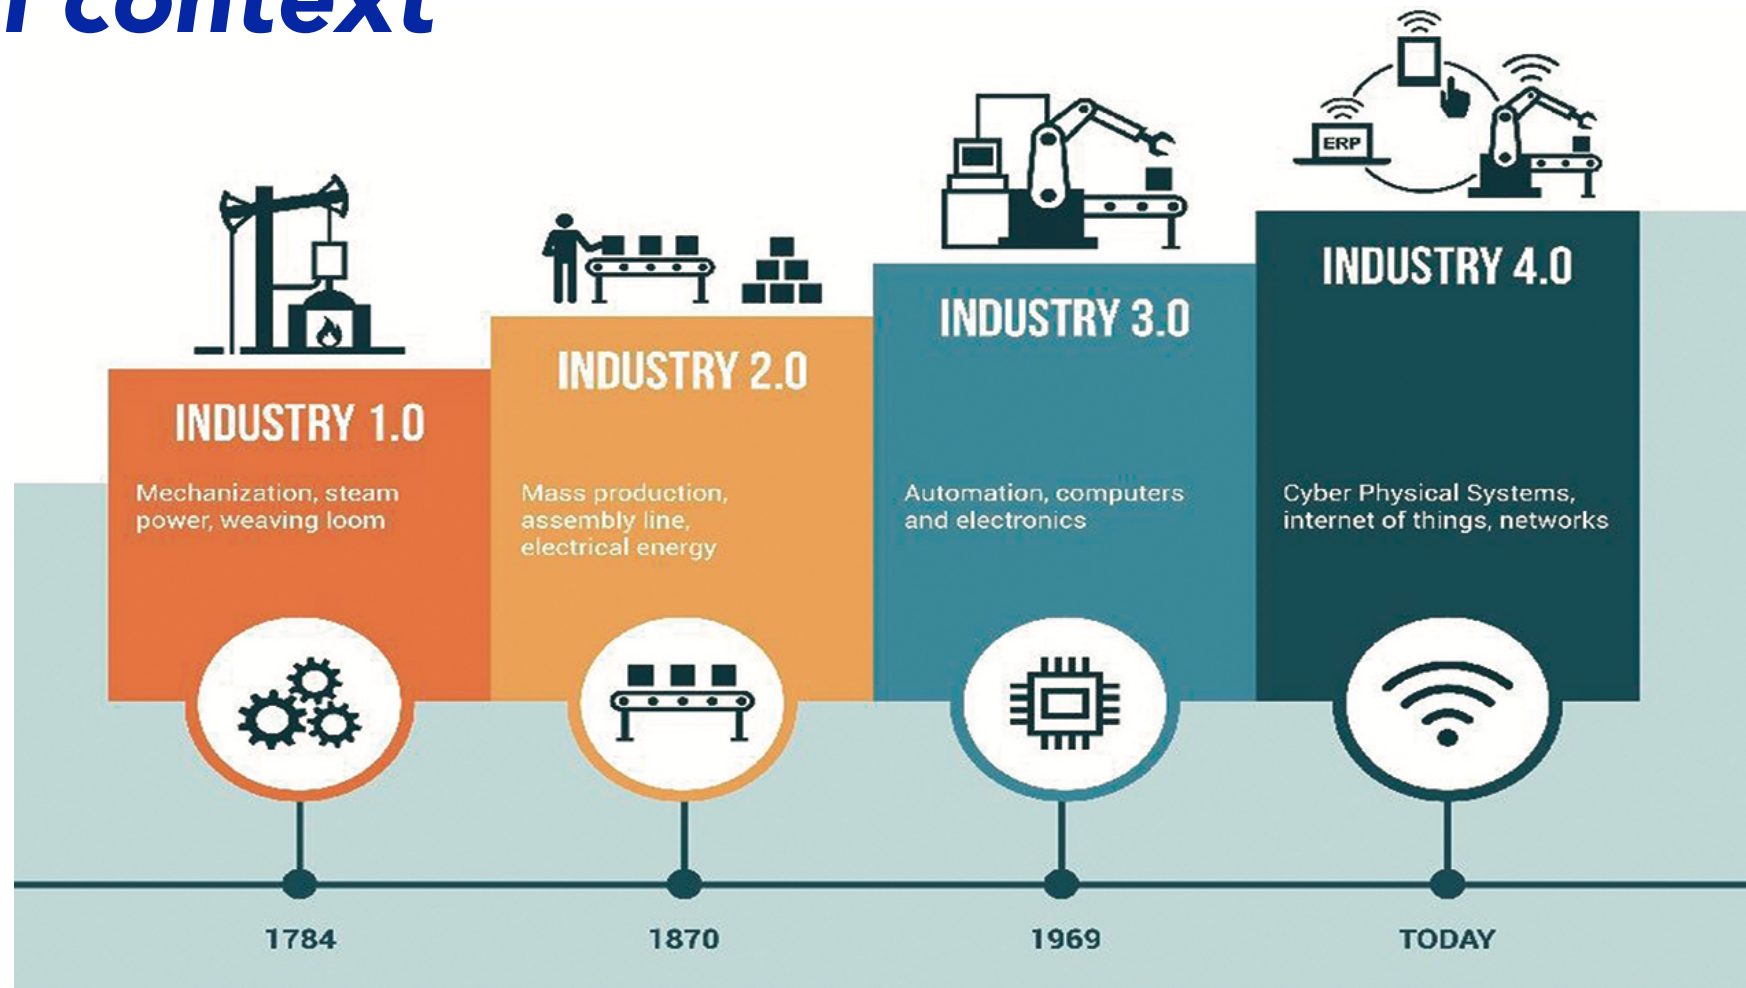 context
ERP
INDUSTRY 4.0
INDUSTRY 3.0
INDUSTRY 2.0
INDUSTRY 1.0
Mechanization, steam
power, weaving loom
Mass production,
assembly line,
electrical energy
Automation, computers
and electronics
Cyber Physical Systems,
internet of things, networks
1784
1870
1969
TODAY